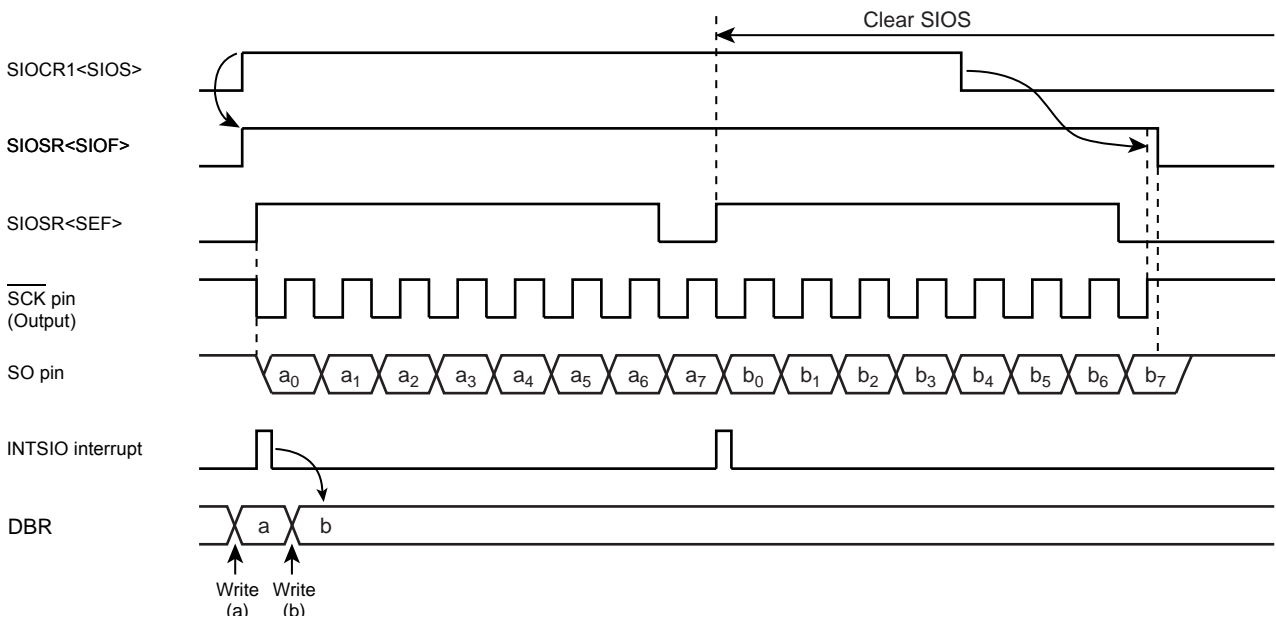 Clear SIOS
SIOCR1<SIOS>
SIOSR<SIOF>
SIOSR<SEF>
SCK pin
(Output)
SO pin
a0 a1 a2 a3 a4 a5 a6 a7 b0 b1 b2 b3 b4 b5 b6 b7
INTSIO interrupt
DBR
a b
Write Write
(a) (b)